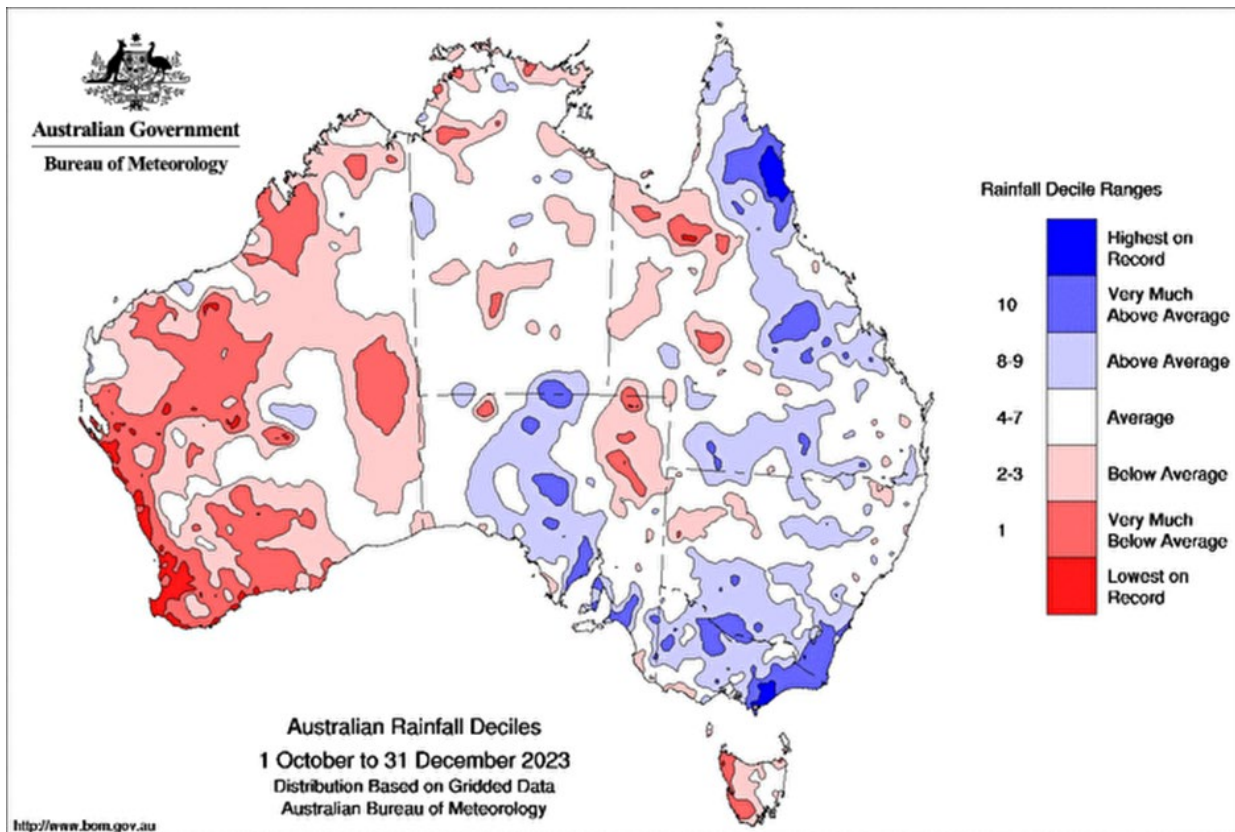 Australian Government
Bureau of Meteorology
Rainfall Decile Ranges
Highest on
Record
10
Very Much
Above Average
8-9
Above Average
4-7
Average
2-3
Below Average
1
Very Much
Below Average
Lowest on
Record
Australian Rainfall Deciles
1 October to 31 December 2023
Distribution Based on Gridded Data
Australian Bureau of Meteorology
http://www.bom.gov.au